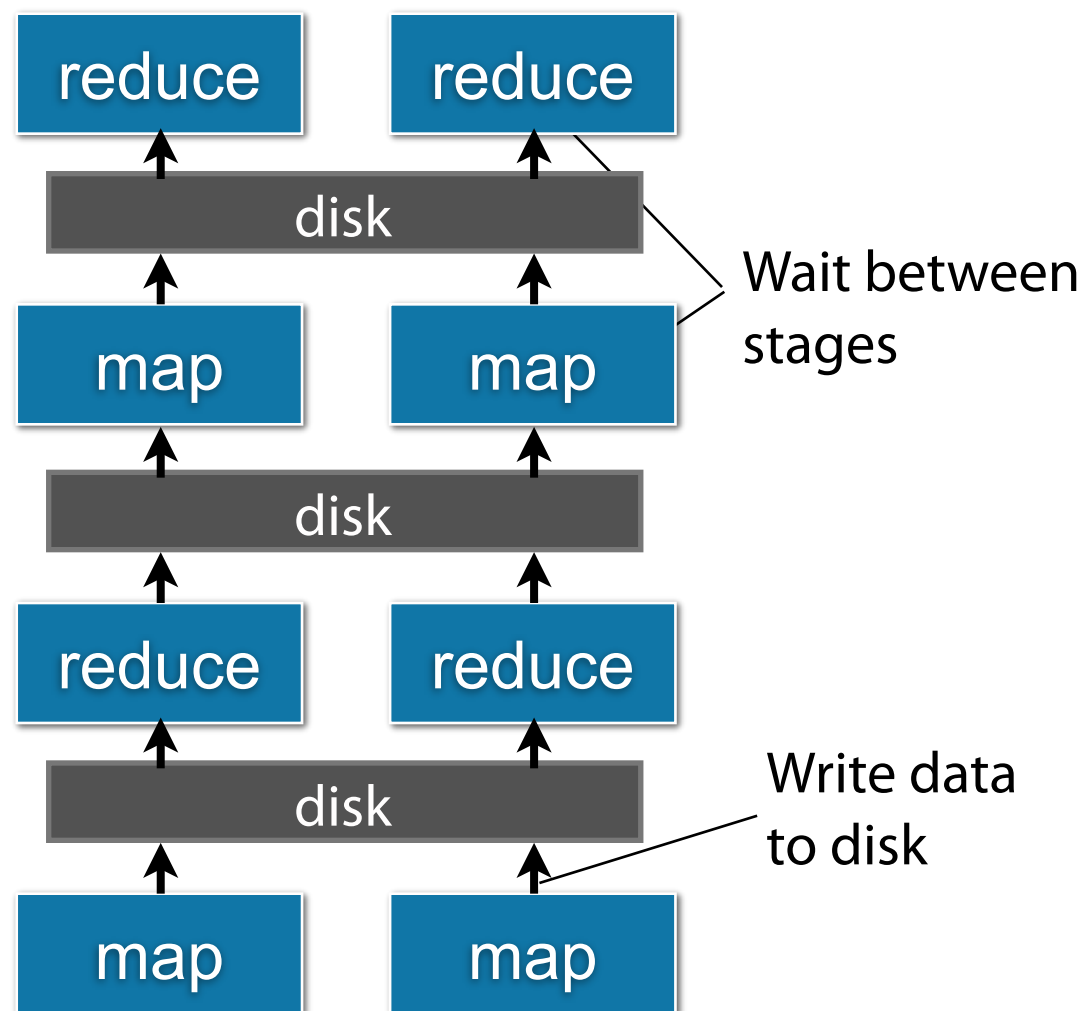 reduce reduce
disk
Wait between
stages
map map
disk
reduce reduce
Write data
to disk
disk
map map